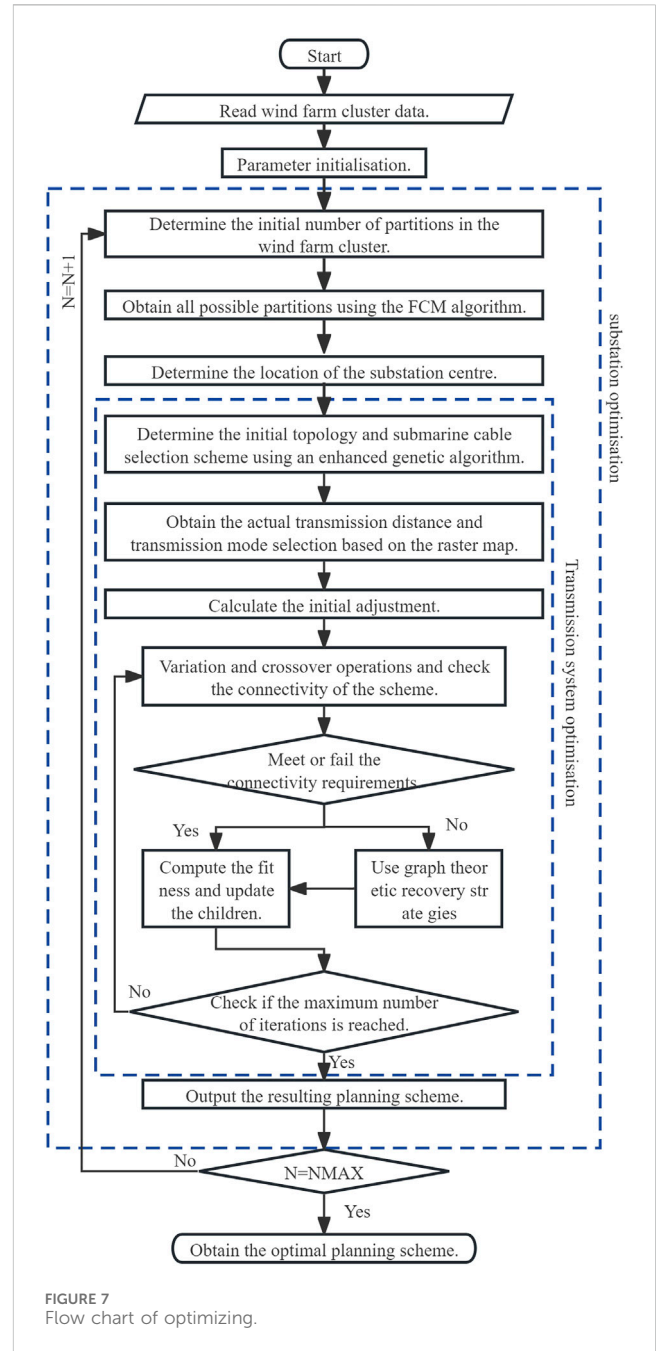 Start
Read wind farm cluster data.
Parameter initialisation.
Determine the initial number of partitions in the
wind farm cluster.
N=N+1
Obtain all possible partitions using the FCM algorithm.
substation optimisation
Determine the location of the substation centre.
Determine the initial topology and submarine cable
selection scheme using an enhanced genetic algorithm.
Obtain the actual transmission distance and
transmission mode selection based on the raster map.
Transmission system optimisation
Calculate the initial adjustment.
Variation and crossover operations and check
the connectivity of the scheme.
Meet or fail the
connectivity requirements
Yes
No
Compute the fit
ness and update
the children.
Use graph theor
etic recovery str
ate gies
No
Check if the maximum number
of iterations is reached.
Yes
Output the resulting planning scheme.
No
N=NMAX
Yes
Obtain the optimal planning scheme.
FIGURE 7
Flow chart of optimizing.